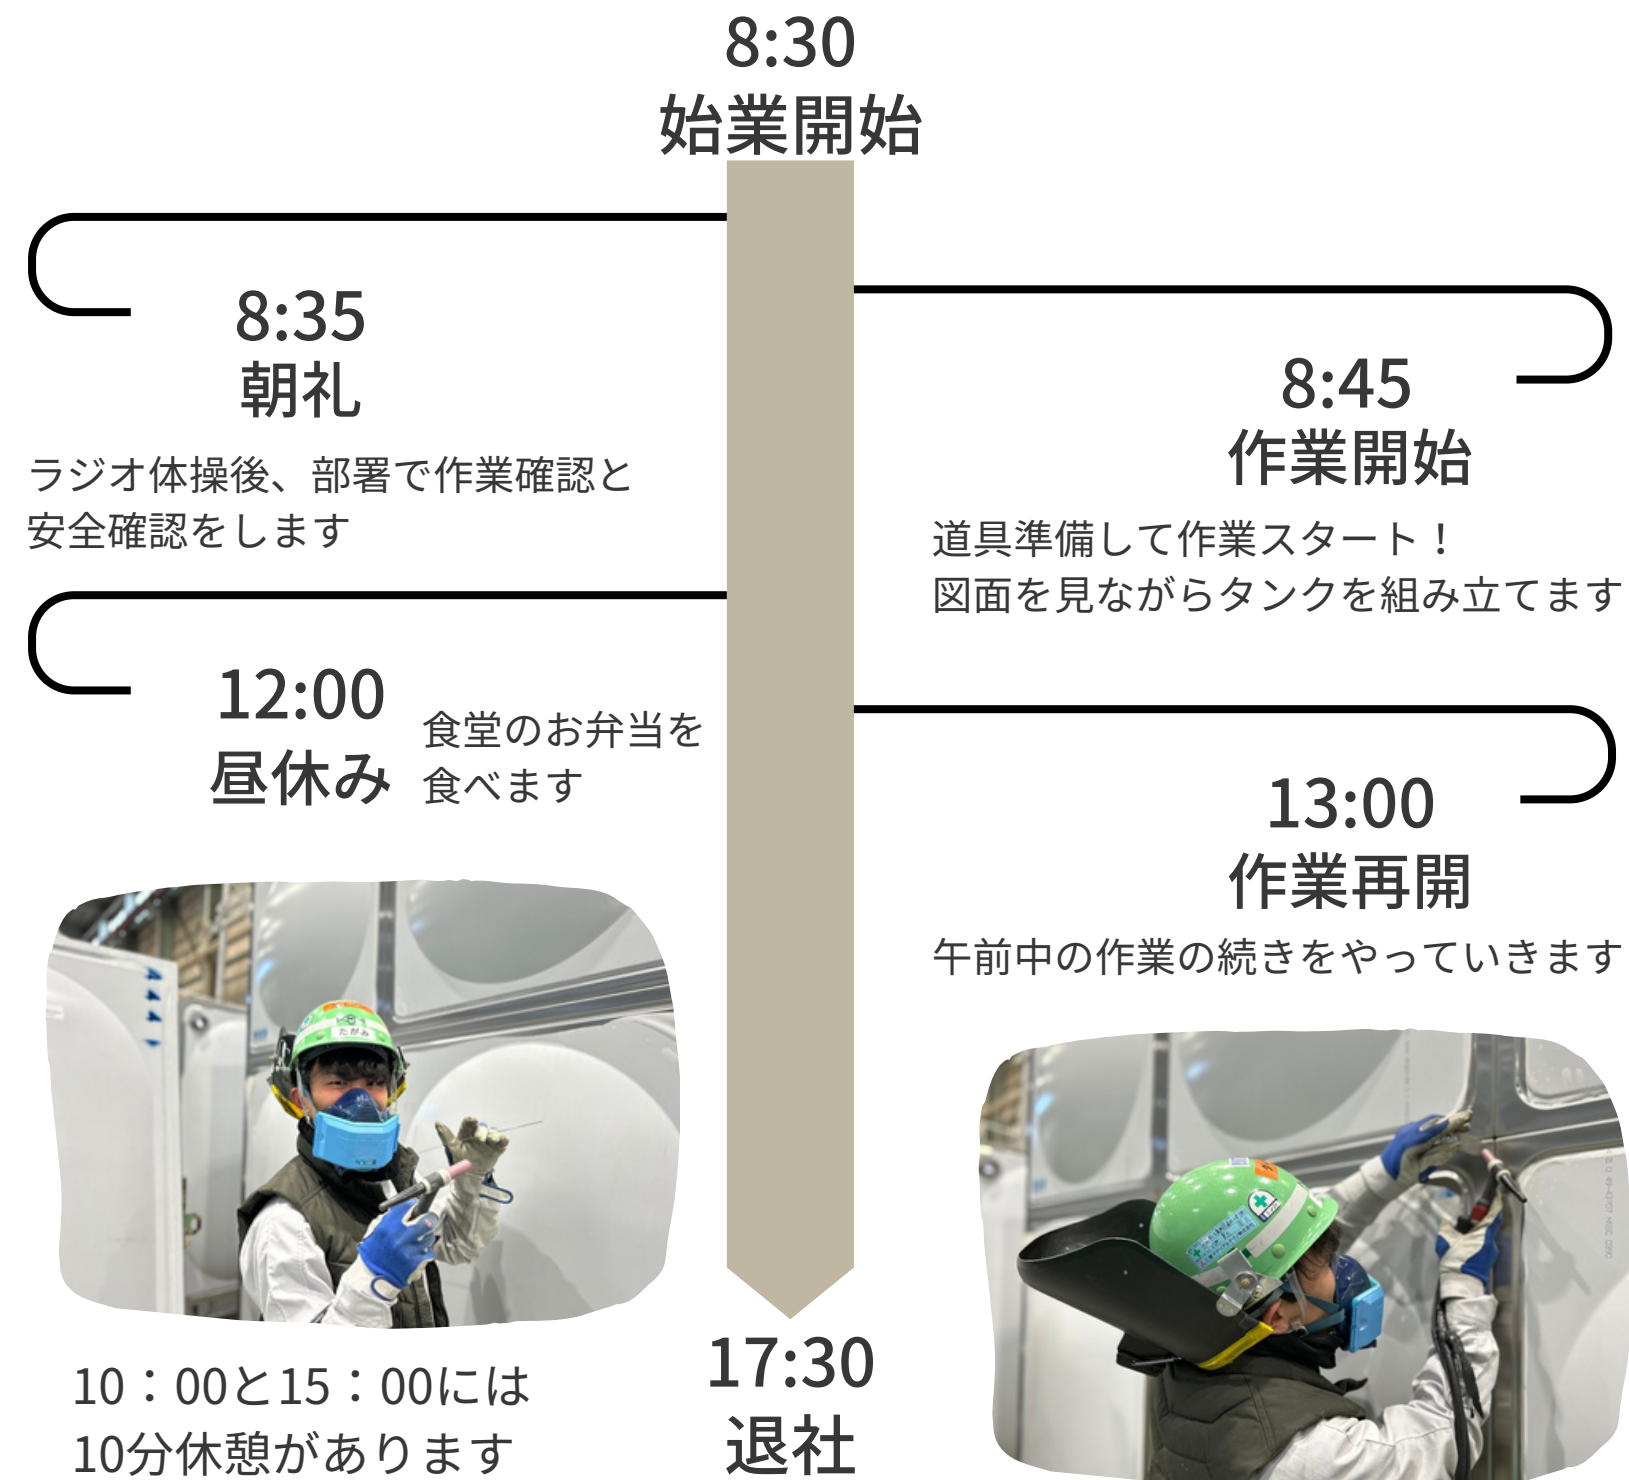 8:30
始業開始
8:35
朝礼
ラジオ体操後、部署で作業確認と
安全確認をします
8:45
作業開始
道具準備して作業スタート！
図面を見ながらタンクを組み立てます
12:00
昼休み
食堂のお弁当を
食べます
13:00
作業再開
午前中の作業の続きをやっていきます
たがみ
10：00と15：00には
10分休憩があります
17:30
退社